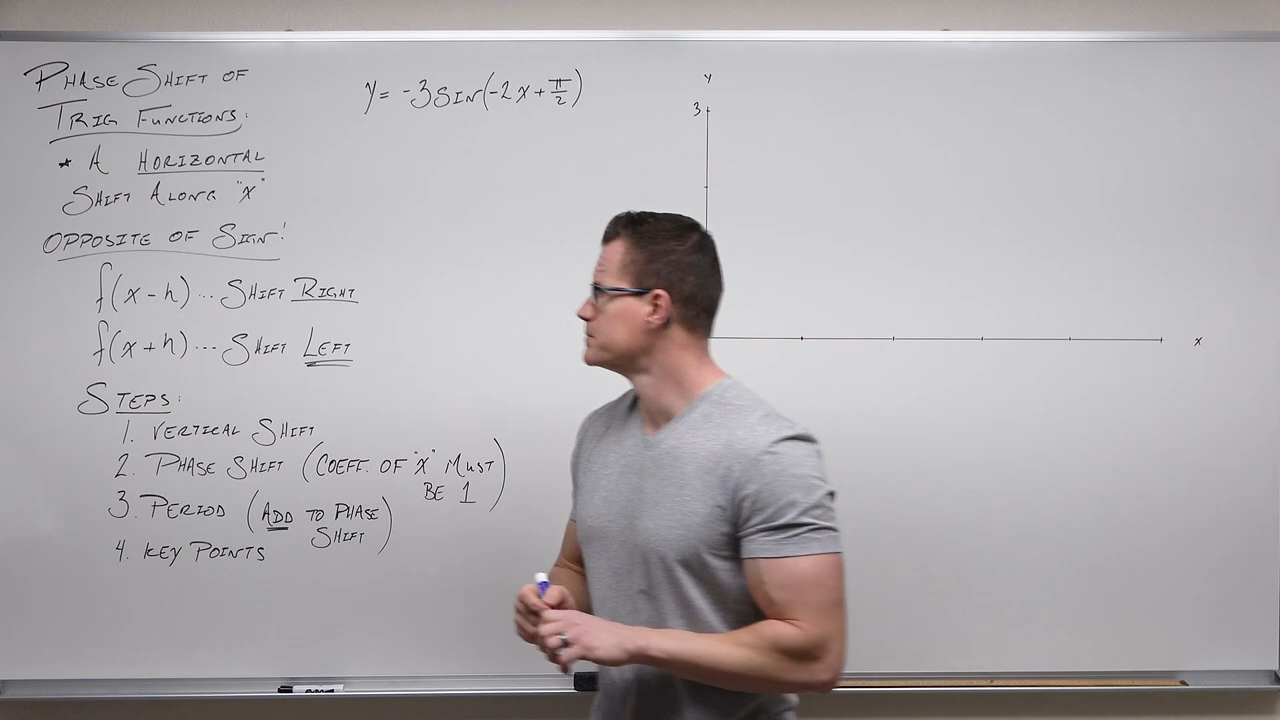 PHASE SHIFT OF
TRIG FUNCTIONS:
* A HORIZONTAL
SHIFT ALONG "X"
OPPOSITE OF SIGN!
f(x-h)... SHIFT RIGHT
f(x+h)... SHIFT LEFT
STEPS:
1. VERTICAL SHIFT
2. PHASE SHIFT (COEFF. OF "X" MUST
BE 1)
3. PERIOD (ADD TO PHASE
SHIFT)
4. KEY POINTS
y = -3 SIN(-2x + π/2)
y
3
x